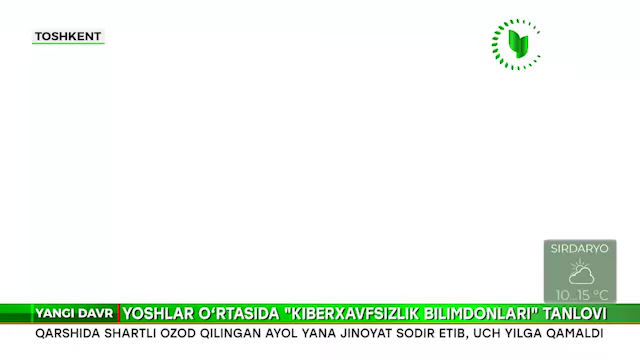 TOSHKENT
SIRDARYO
10...15 °C
YANGI DAVR
YOSHLAR OʻRTASIDA "KIBERXAVFSIZLIK BILIMDONLARI" TANLOVI
QARSHIDA SHARTLI OZOD QILINGAN AYOL YANA JINOYAT SODIR ETIB, UCH YILGA QAMALDI